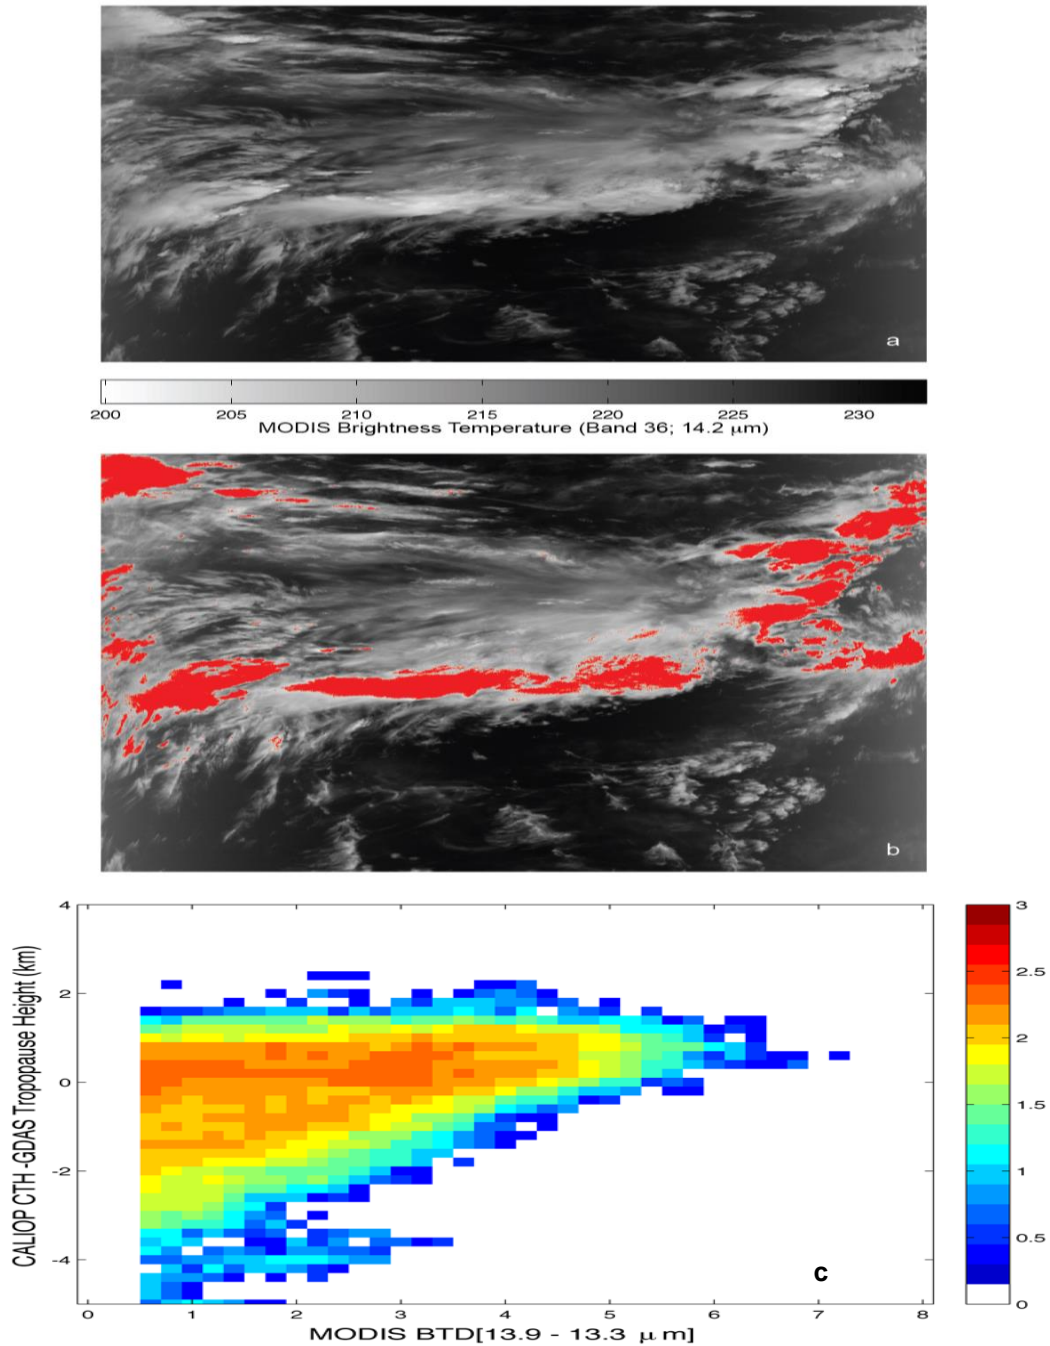 a
200 205 210 215 220 225 230
MODIS Brightness Temperature (Band 36; 14.2 μm)
b
CALIOP CTH-GDAS Tropopause Height (km)
4
2
0
-2
-4
c
0 1 2 3 4 5 6 7 8
MODIS BTD[13.9 - 13.3 μm]
3
2.5
2
1.5
1
0.5
0